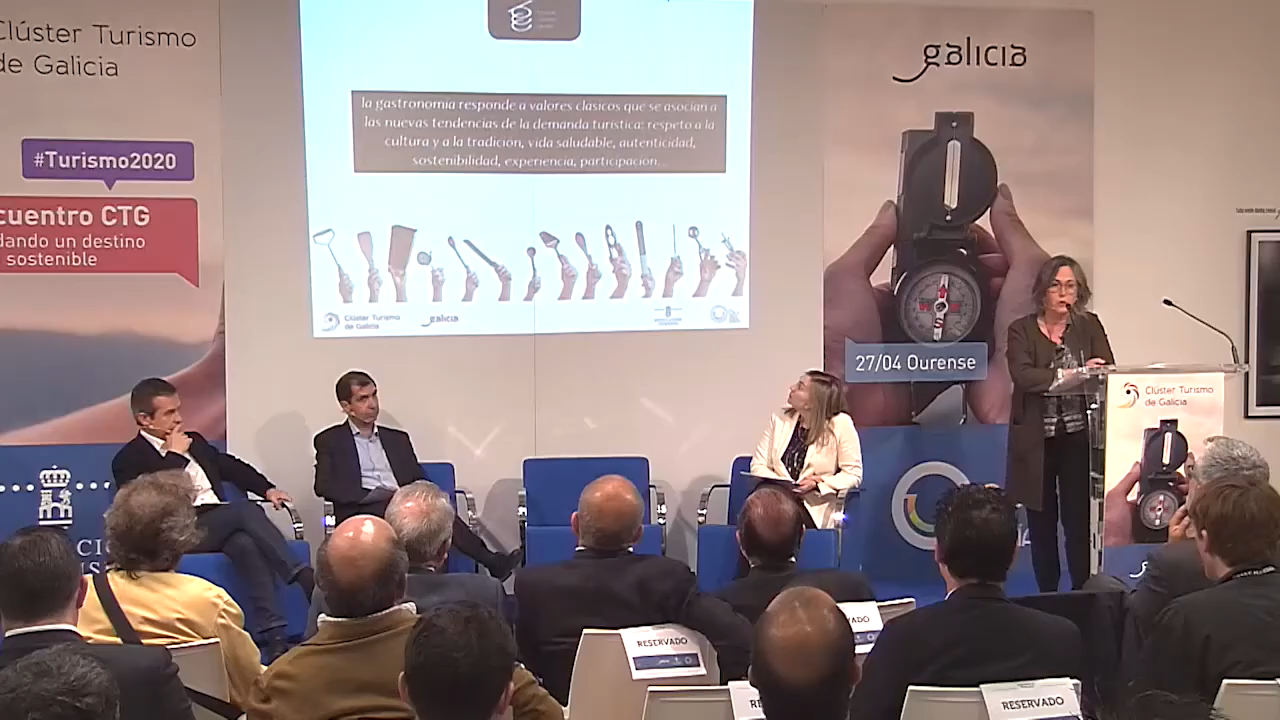 Clúster Turismo
de Galicia
#Turismo2020
cuentro CTG
dando un destino
sostenible
la gastronomía responde a valores clásicos que se asocian a
las nuevas tendencias de la demanda turística: respeto a la
cultura y a la tradición, vida saludable, autenticidad,
sostenibilidad, experiencia, participación...
Clúster Turismo
de Galicia
galicia
galicia
27/04 Ourense
Clúster Turismo
de Galicia
RESERVADO
RESERVADO
RESERVADO